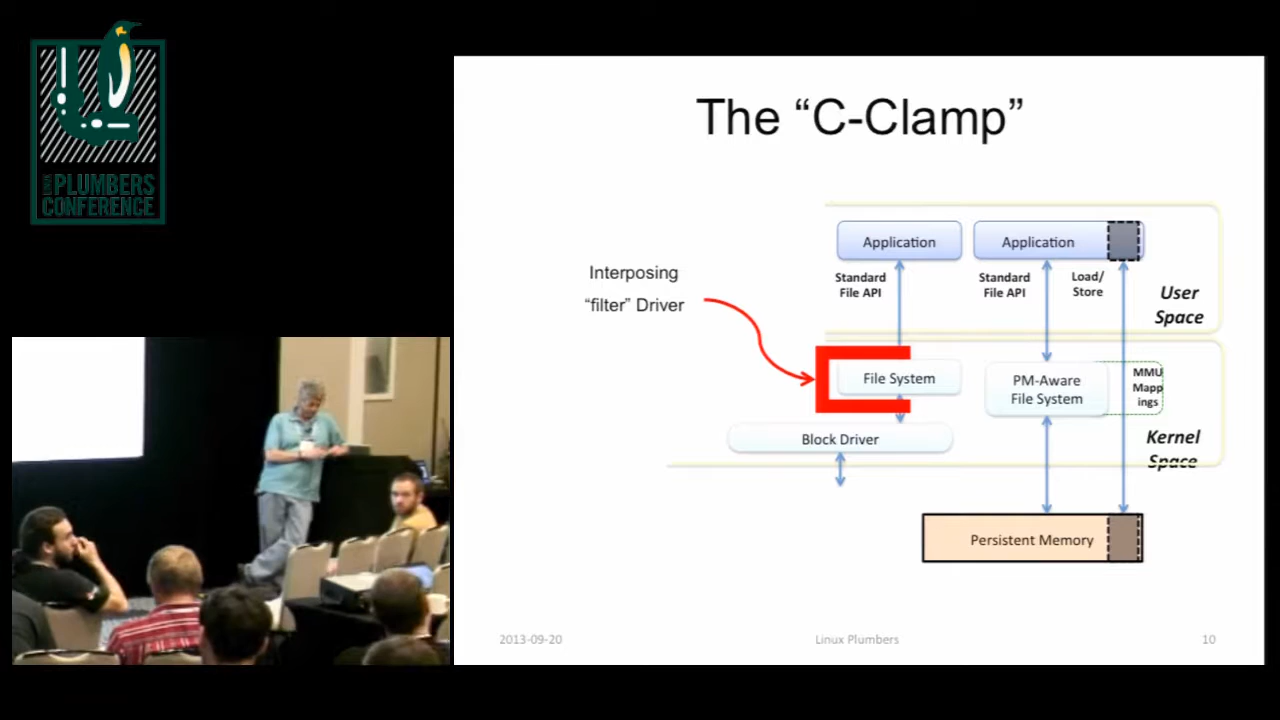 LINUX
PLUMBERS
CONFERENCE
The “C-Clamp”
Interposing
“filter” Driver
Application
Application
Standard
File API
Standard
File API
Load/
Store
User
Space
File System
PM-Aware
File System
MMU
Mapp
ings
Block Driver
Kernel
Space
Persistent Memory
2013-09-20
Linux Plumbers
10